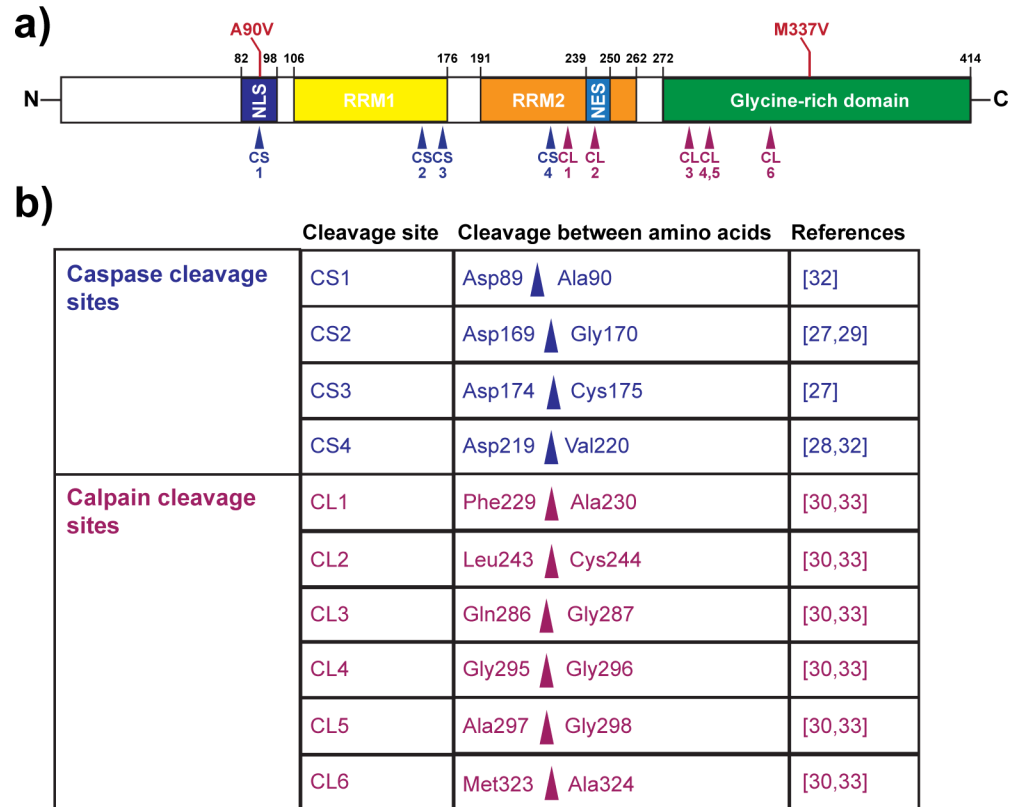 a)
A90V
M337V
82 98 106 176 191 239 250 262 272 414
N
NLS
RRM1
RRM2
NES
Glycine-rich domain
C
CS CS CS CS CL CL CL CL CL
1 2 3 4 1 2 3 4,5 6
b)
Cleavage site Cleavage between amino acids References
Caspase cleavage
sites
CS1 Asp89 Ala90 [32]
CS2 Asp169 Gly170 [27,29]
CS3 Asp174 Cys175 [27]
CS4 Asp219 Val220 [28,32]
Calpain cleavage
sites
CL1 Phe229 Ala230 [30,33]
CL2 Leu243 Cys244 [30,33]
CL3 Gln286 Gly287 [30,33]
CL4 Gly295 Gly296 [30,33]
CL5 Ala297 Gly298 [30,33]
CL6 Met323 Ala324 [30,33]